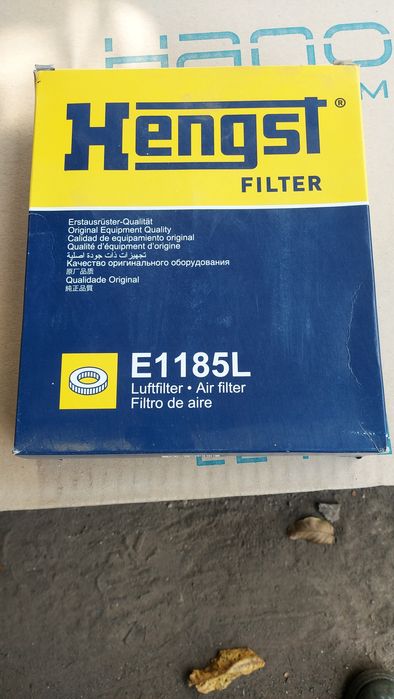 HANO
M
Hengst®
FILTER
Erstausrüster-Qualität
Original Equipment Quality
Calidad de equipamiento original
Qualité d'équipement d'origine
تجهيزات ذات جودة أصلية
Качество оригинального оборудования
原厂品质
Qualidade Original
純正品質
E1185L
Luftfilter • Air filter
Filtro de aire